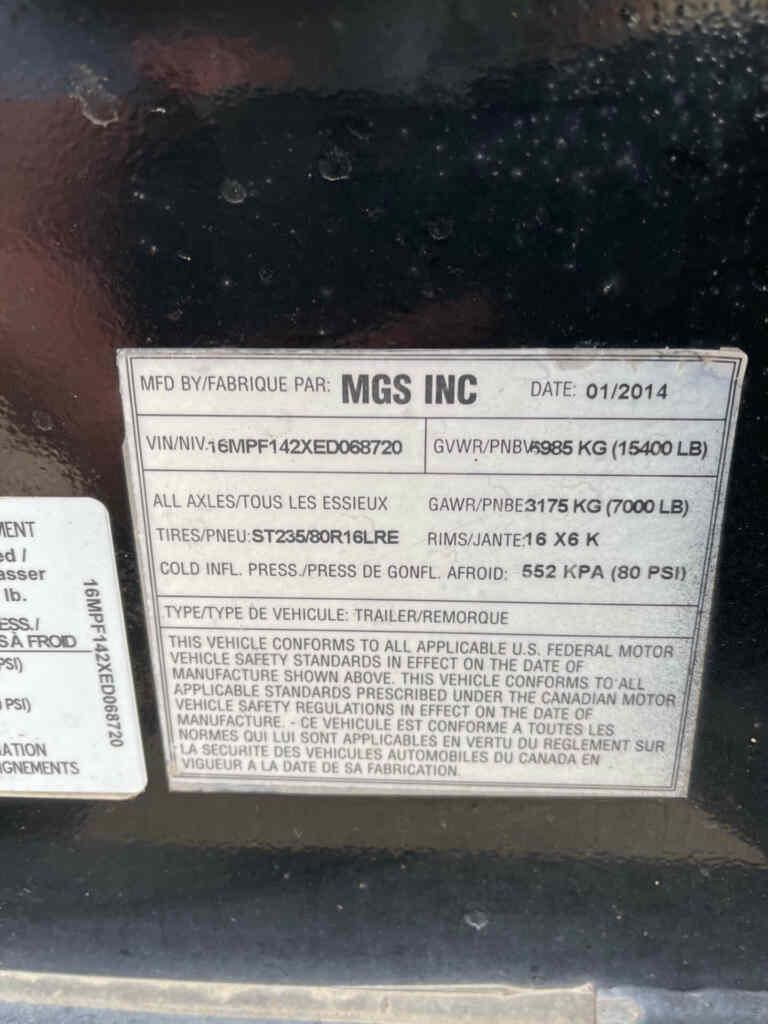 MFD BY/FABRIQUE PAR: MGS INC DATE: 01/2014
VIN/NIV. 16MPF142XED068720 GVWR/PNBV 6985 KG (15400 LB)
ALL AXLES/TOUS LES ESSIEUX GAWR/PNBE 3175 KG (7000 LB)
TIRES/PNEU: ST235/80R16LRE RIMS/JANTE: 16 X6 K
COLD INFL. PRESS./PRESS DE GONFL. AFROID: 552 KPA (80 PSI)
TYPE/TYPE DE VEHICULE: TRAILER/REMORQUE
THIS VEHICLE CONFORMS TO ALL APPLICABLE U.S. FEDERAL MOTOR
VEHICLE SAFETY STANDARDS IN EFFECT ON THE DATE OF
MANUFACTURE SHOWN ABOVE. THIS VEHICLE CONFORMS TO ALL
APPLICABLE STANDARDS PRESCRIBED UNDER THE CANADIAN MOTOR
VEHICLE SAFETY REGULATIONS IN EFFECT ON THE DATE OF
MANUFACTURE. - CE VEHICULE EST CONFORME A TOUTES LES
NORMES QUI LUI SONT APPLICABLES EN VERTU DU REGLEMENT SUR
LA SECURITE DES VEHICULES AUTOMOBILES DU CANADA EN
VIGUEUR A LA DATE DE SA FABRICATION.
MENT
ed /
asser
lb.
ESS./
S À FROID
PSI)
PSI)
ATION
IGNEMENTS
16MPF142XED068720